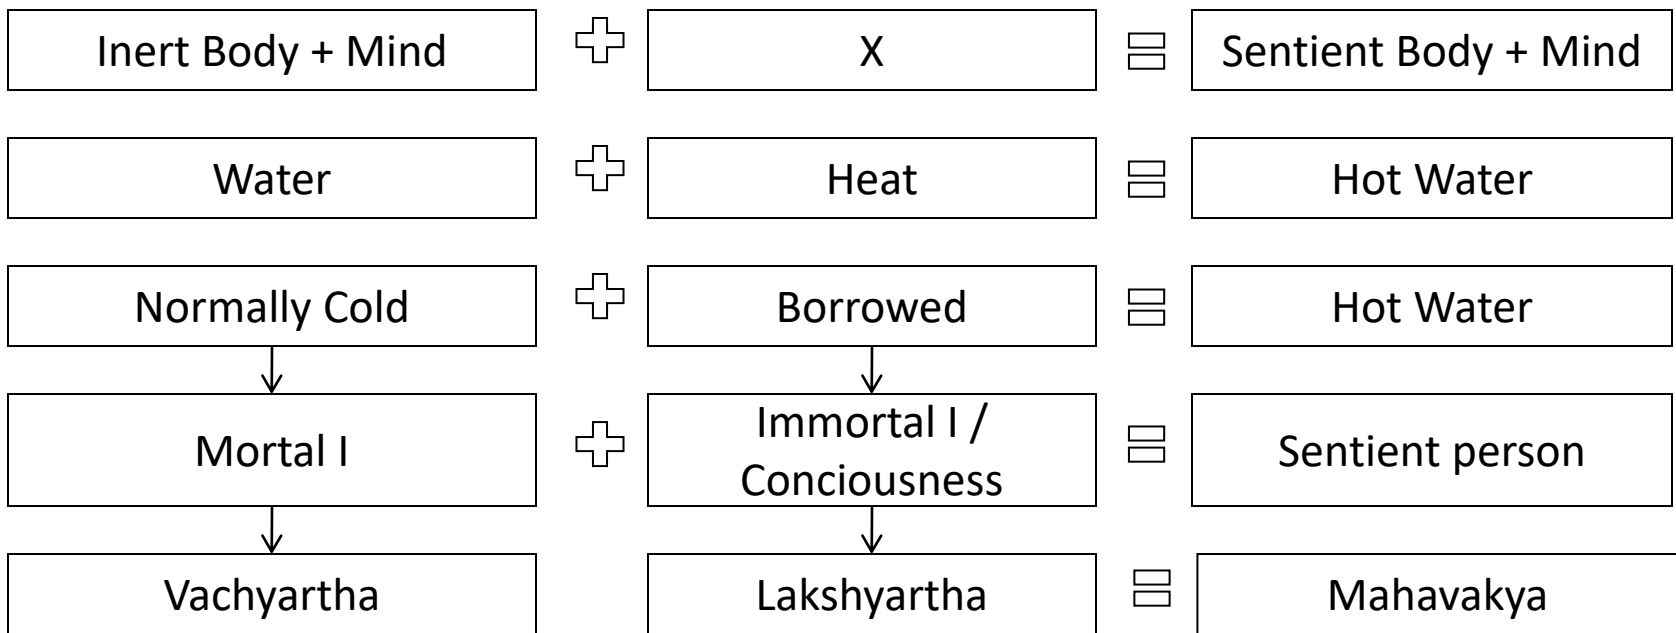 Inert Body + Mind + X = Sentient Body + Mind
Water + Heat = Hot Water
Normally Cold + Borrowed = Hot Water
Mortal I + Immortal I / Conciousness = Sentient person
Vachyartha Lakshyartha = Mahavakya